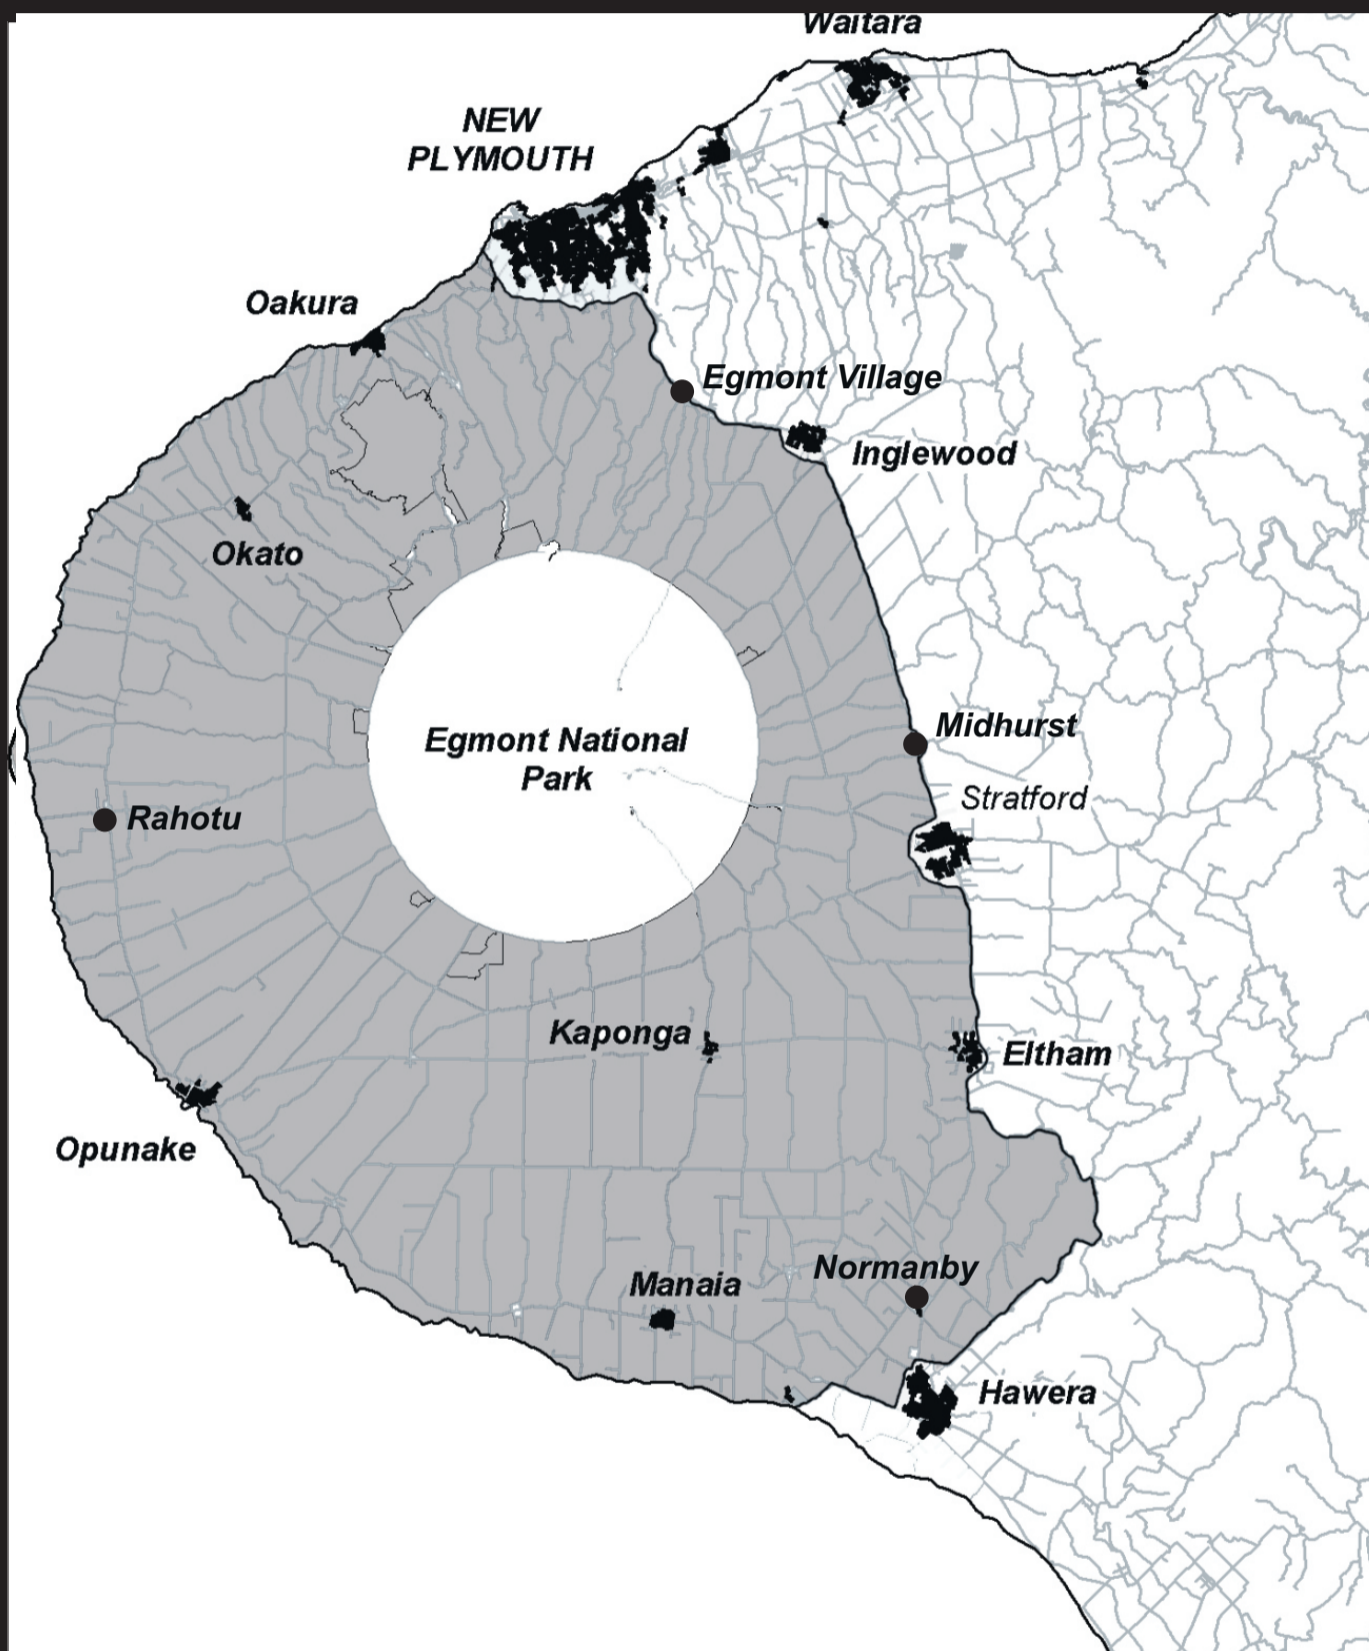 Waitara
NEW
PLYMOUTH
Oakura
Egmont Village
Inglewood
Okato
Midhurst
Egmont National
Park
Stratford
Rahotu
Kaponga
Eltham
Opunake
Normanby
Manaia
Hawera